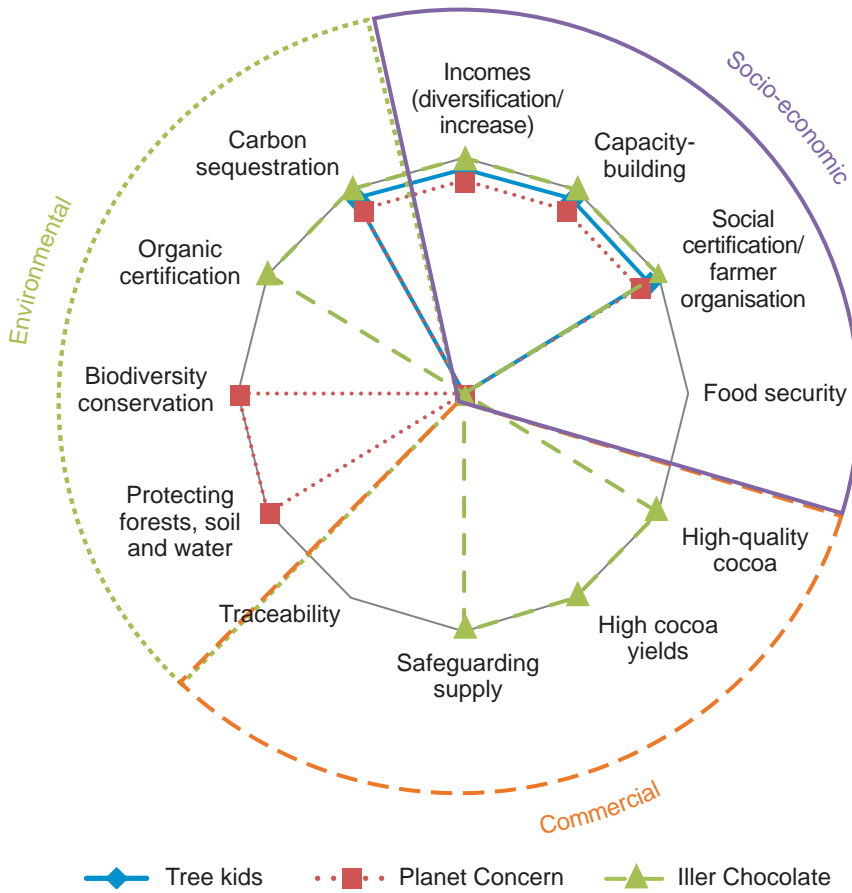 Socio-economic
Incomes
(diversification/
increase)
Capacity-
building
Social
certification/
farmer
organisation
Food security
High-quality
cocoa
High cocoa
yields
Safeguarding
supply
Traceability
Protecting
forests, soil
and water
Biodiversity
conservation
Organic
certification
Carbon
sequestration
Environmental
Commercial
Tree kids
Planet Concern
Iller Chocolate